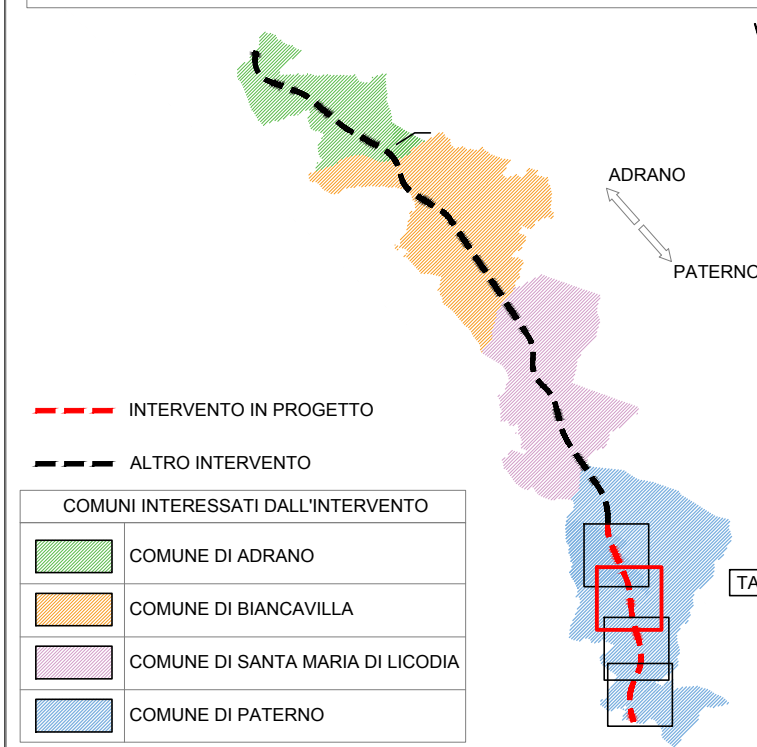 ADRANO
PATERNO
INTERVENTO IN PROGETTO
ALTRO INTERVENTO
COMUNI INTERESSATI DALL'INTERVENTO
COMUNE DI ADRANO
COMUNE DI BIANCAVILLA
TA
COMUNE DI SANTA MARIA DI LICODIA
COMUNE DI PATERNO